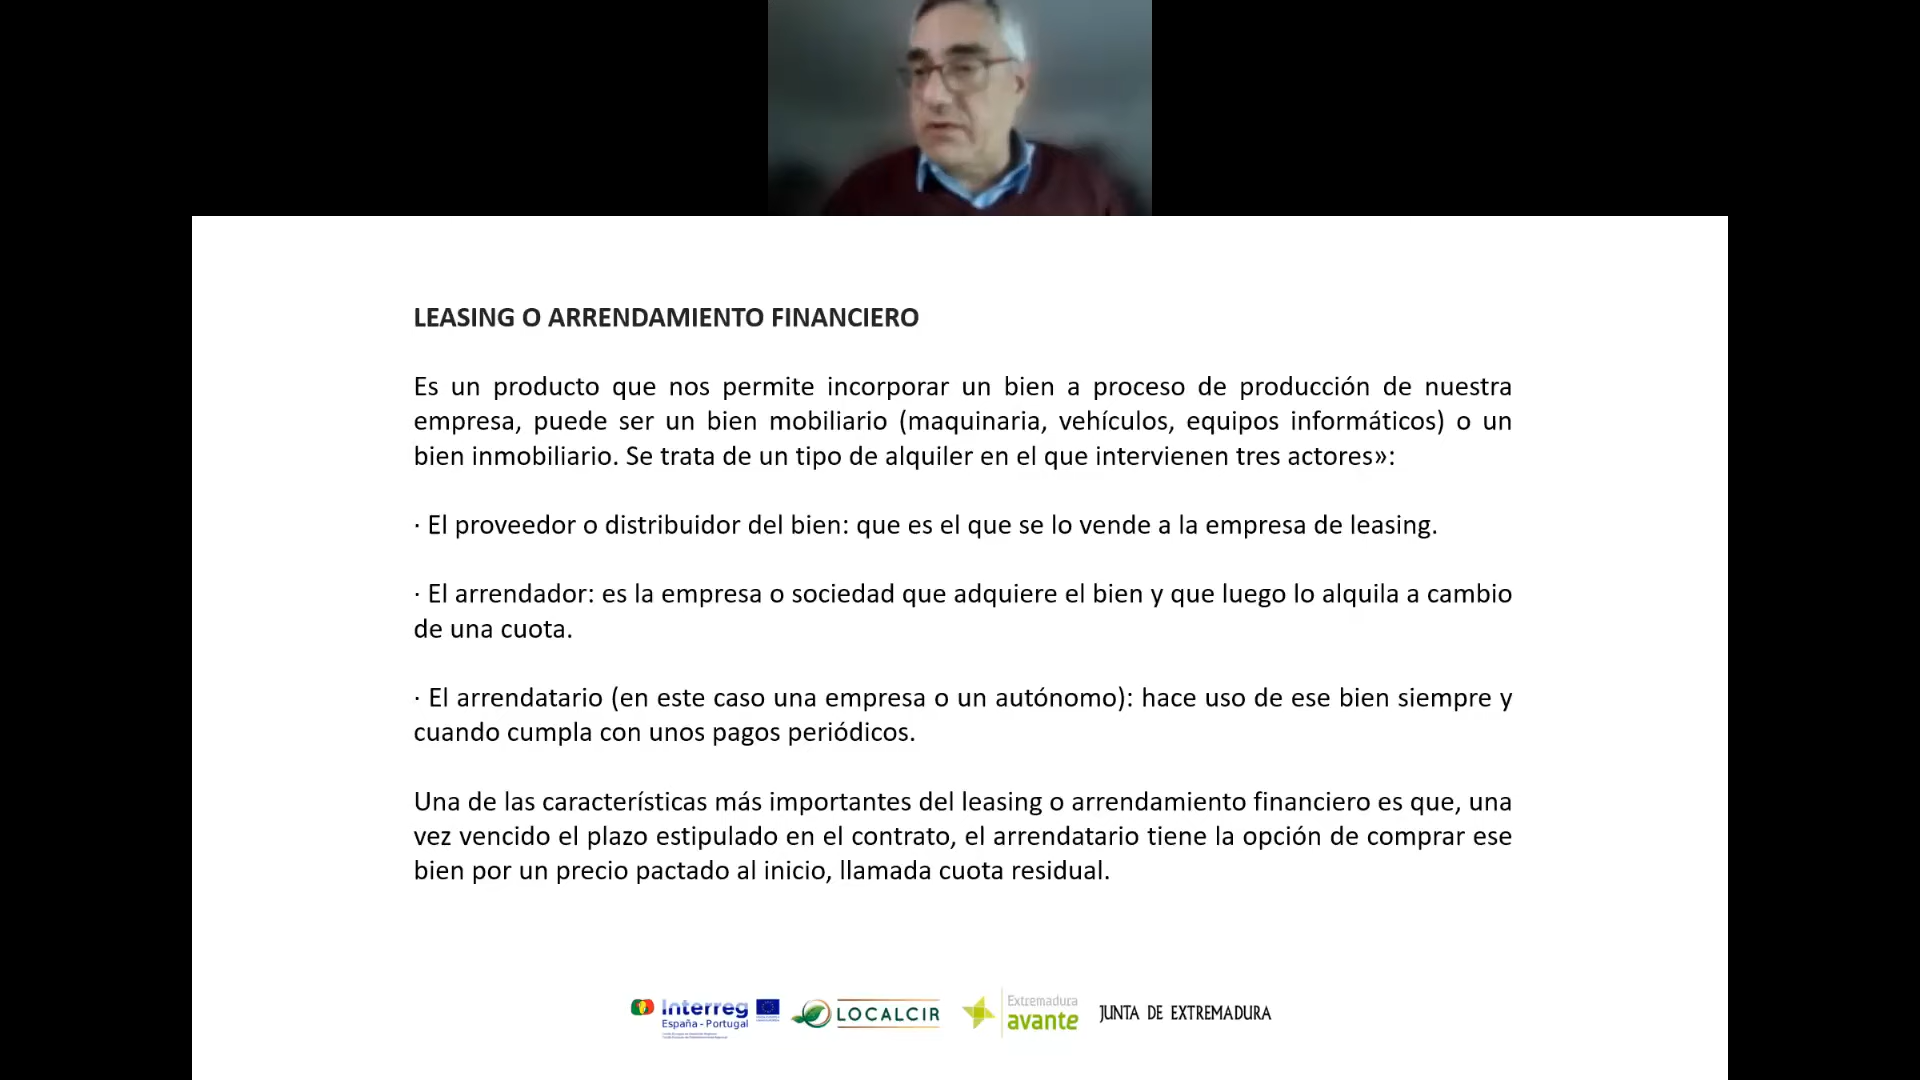 LEASING O ARRENDAMIENTO FINANCIERO
Es un producto que nos permite incorporar un bien a proceso de producción de nuestra
empresa, puede ser un bien mobiliario (maquinaria, vehículos, equipos informáticos) o un
bien inmobiliario. Se trata de un tipo de alquiler en el que intervienen tres actores»:
· El proveedor o distribuidor del bien: que es el que se lo vende a la empresa de leasing.
· El arrendador: es la empresa o sociedad que adquiere el bien y que luego lo alquila a cambio
de una cuota.
· El arrendatario (en este caso una empresa o un autónomo): hace uso de ese bien siempre y
cuando cumpla con unos pagos periódicos.
Una de las características más importantes del leasing o arrendamiento financiero es que, una
vez vencido el plazo estipulado en el contrato, el arrendatario tiene la opción de comprar ese
bien por un precio pactado al inicio, llamada cuota residual.
Interreg
España - Portugal
LOCALCIR
Extremadura
avante
JUNTA DE EXTREMADURA